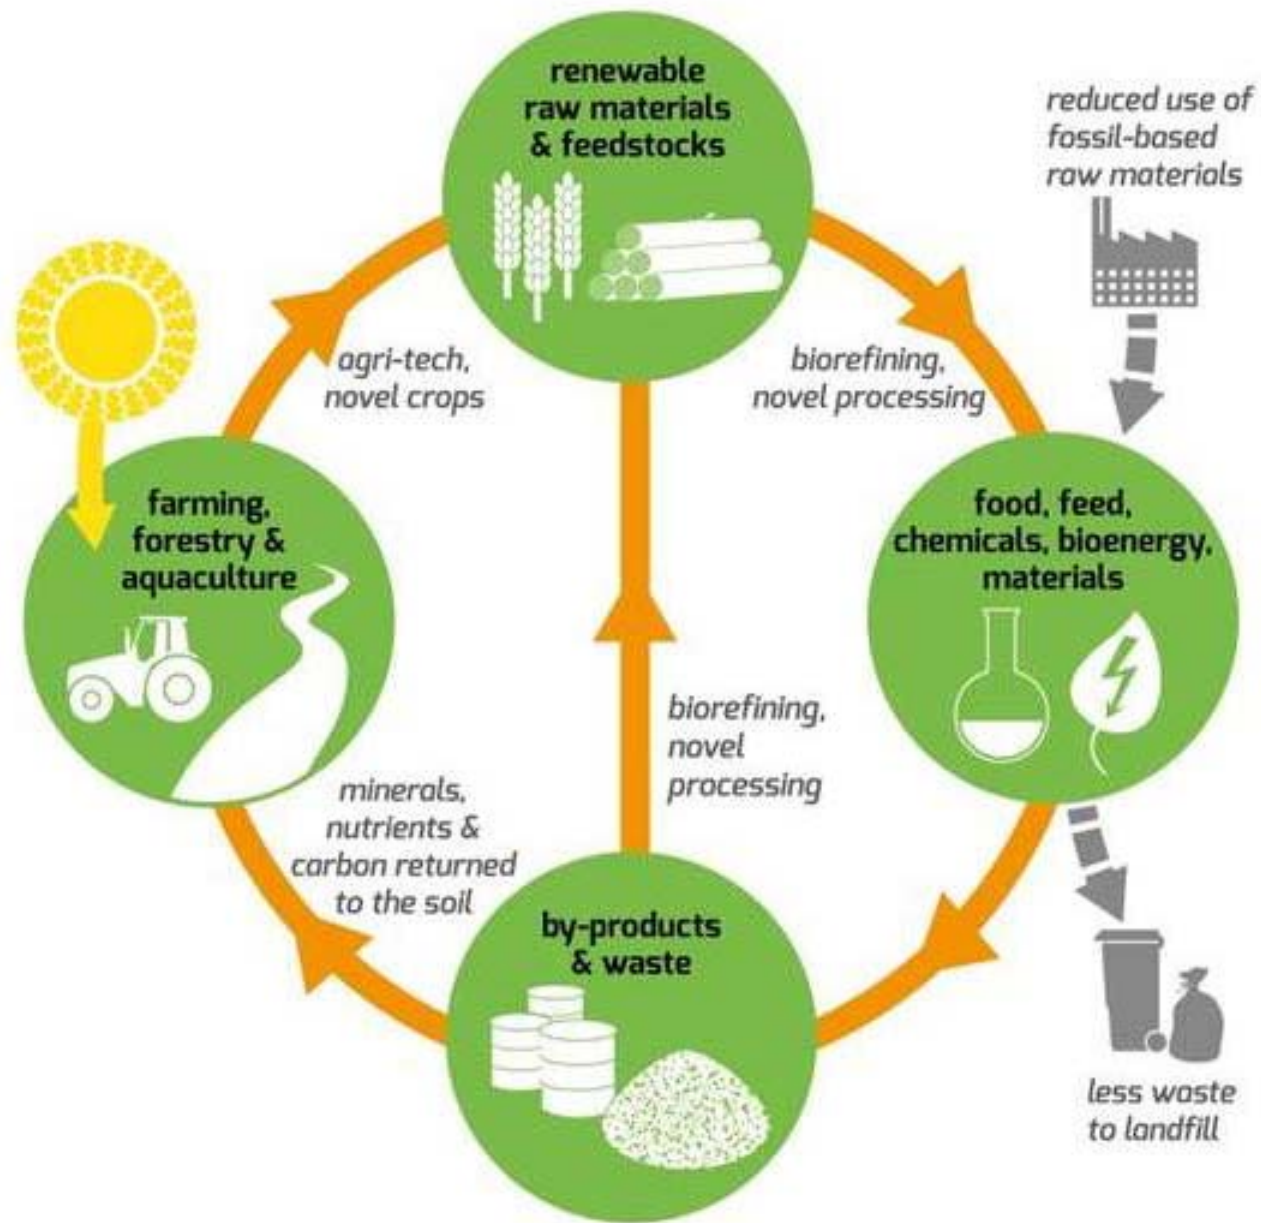 renewable
raw materials
& feedstocks
reduced use of
fossil-based
raw materials
agri-tech,
novel crops
biorefining,
novel processing
farming,
forestry &
aquaculture
food, feed,
chemicals, bioenergy,
materials
biorefining,
novel
processing
minerals,
nutrients &
carbon returned
to the soil
by-products
& waste
less waste
to landfill